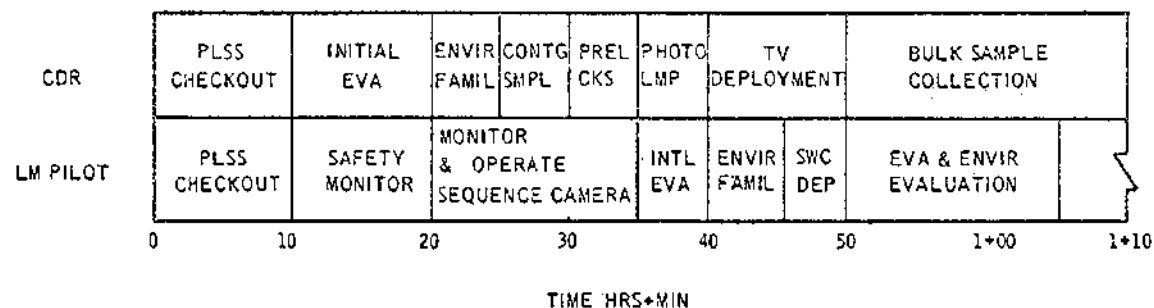 CDR
PLSS CHECKOUT
INITIAL EVA
ENVIR FAMIL
CONTG SMPL
PREL CKS
PHOTO LMP
TV DEPLOYMENT
BULK SAMPLE COLLECTION
LM PILOT
PLSS CHECKOUT
SAFETY MONITOR
MONITOR & OPERATE SEQUENCE CAMERA
INTL EVA
ENVIR FAMIL
SWC DEP
EVA & ENVIR EVALUATION
0 10 20 30 40 50 1+00 1+10
TIME HRS+MIN